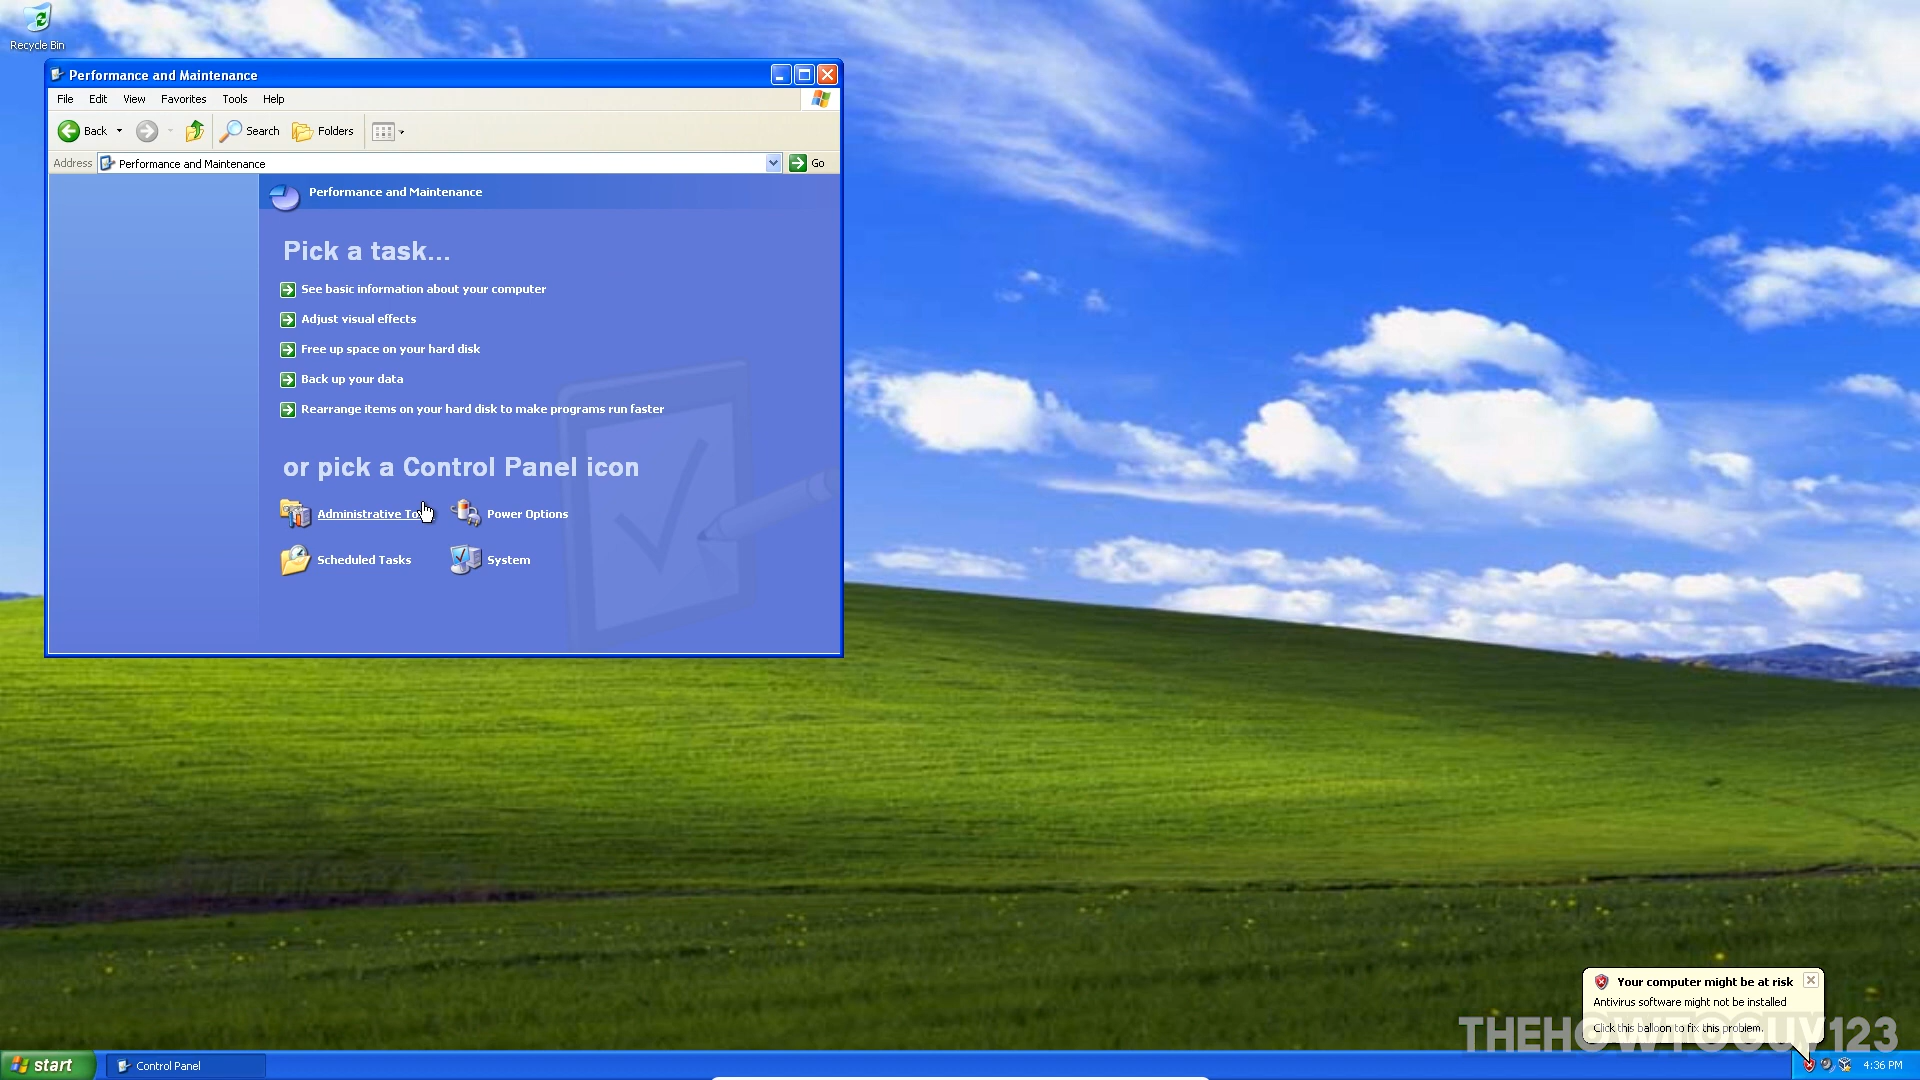 Recycle Bin
Performance and Maintenance
File Edit View Favorites Tools Help
Back Search Folders
Address Performance and Maintenance Go
Performance and Maintenance
Pick a task...
See basic information about your computer
Adjust visual effects
Free up space on your hard disk
Back up your data
Rearrange items on your hard disk to make programs run faster
or pick a Control Panel icon
Administrative Power Options
Scheduled Tasks System
Your computer might be at risk
Antivirus software might not be installed
Click this balloon to fix this problem.
THEHOWTOGUY123
start Control Panel 4:36 PM